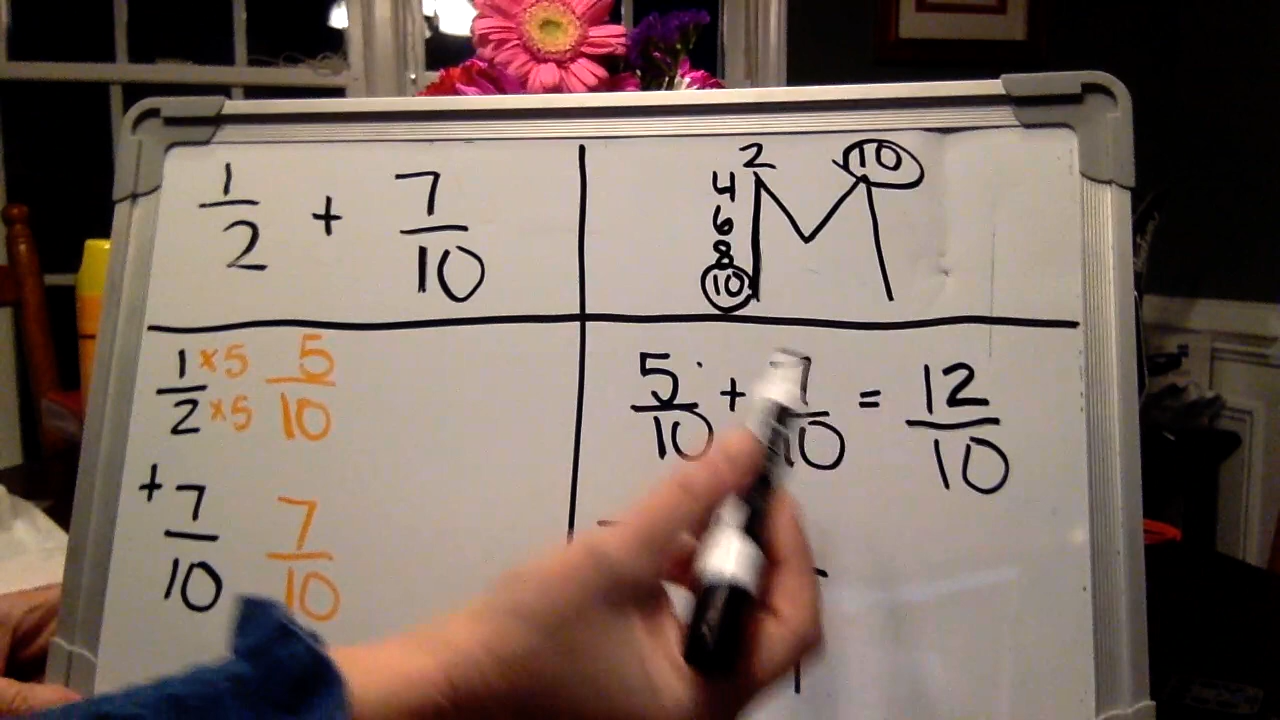 1/2 + 7/10
2 10
4
6
8
10
1/2 ×5 ×5 5/10
+ 7/10 7/10
5/10 + 7/10 = 12/10